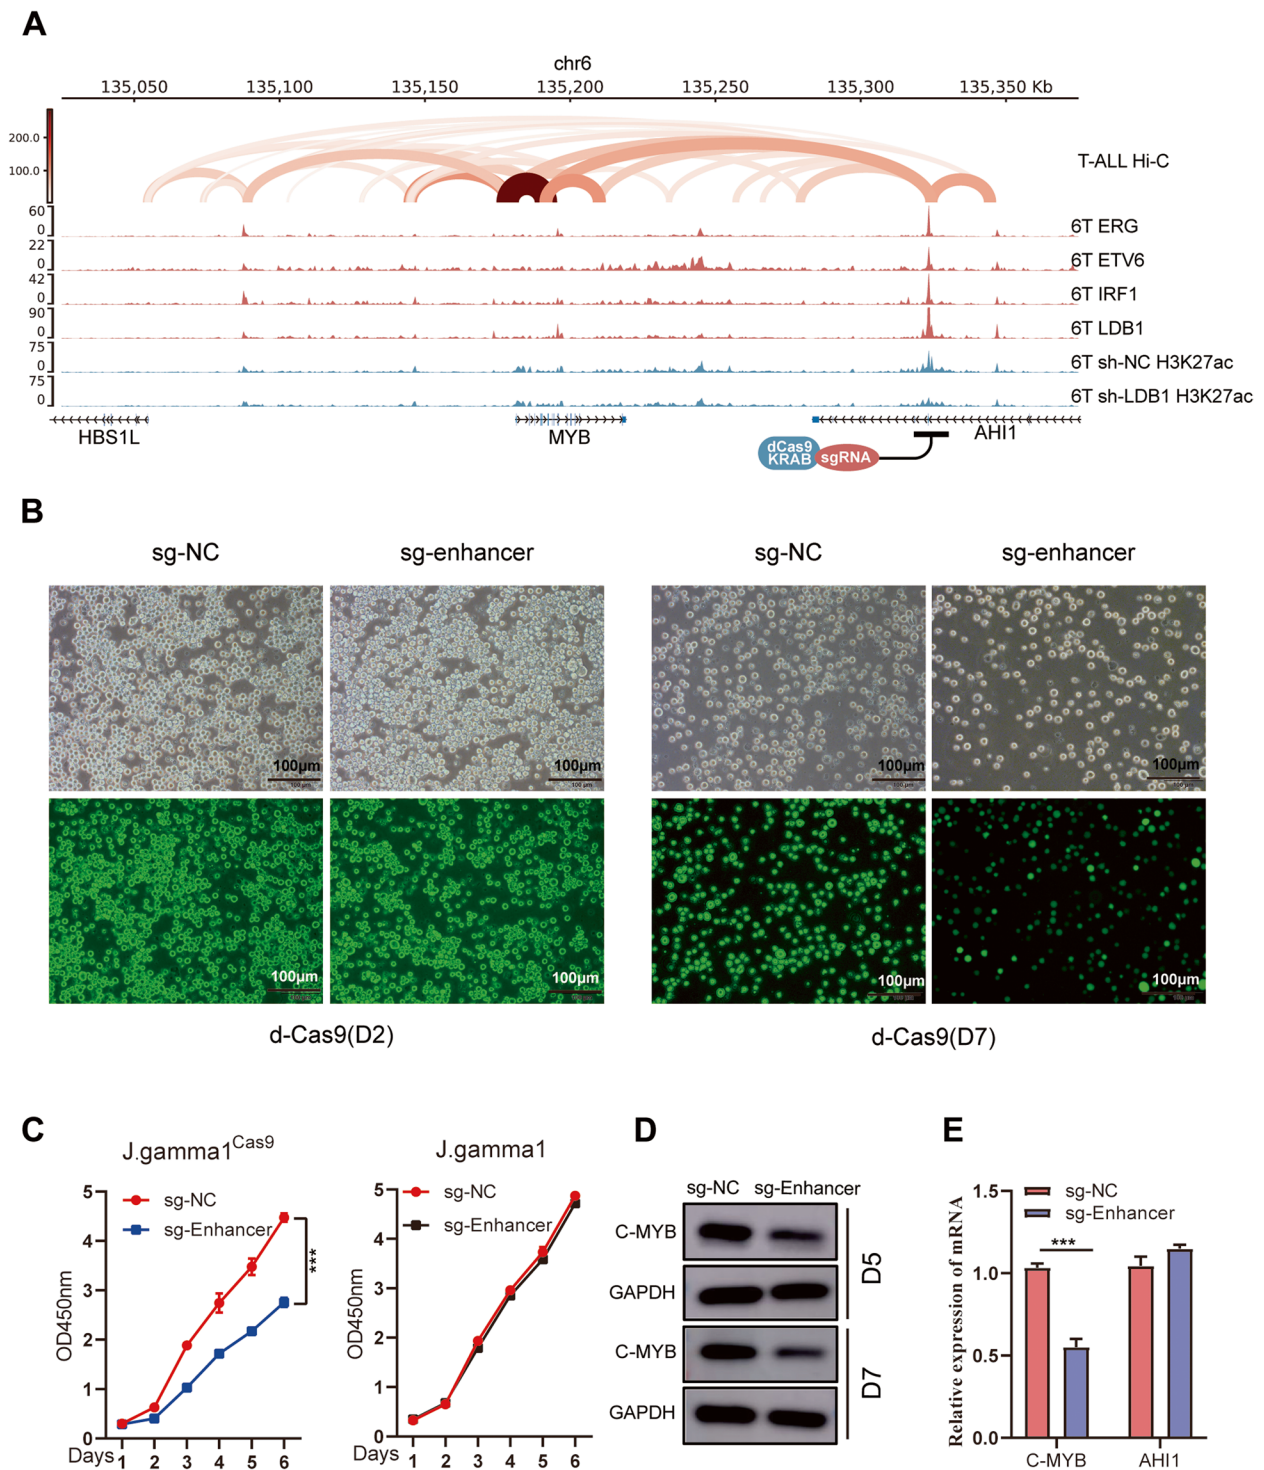 A
chr6
135,050 135,100 135,150 135,200 135,250 135,300 135,350 Kb
200.0
100.0
T-ALL Hi-C
60
0
6T ERG
22
0
6T ETV6
42
0
6T IRF1
90
0
6T LDB1
75
0
6T sh-NC H3K27ac
75
0
6T sh-LDB1 H3K27ac
HBS1L MYB AHI1
dCas9
KRAB sgRNA
B
sg-NC sg-enhancer sg-NC sg-enhancer
100μm 100μm 100μm 100μm
100μm 100μm 100μm 100μm
d-Cas9(D2) d-Cas9(D7)
C
J.gamma1Cas9
sg-NC
sg-Enhancer
***
OD450nm
5
4
3
2
1
0
Days 1 2 3 4 5 6
J.gamma1
sg-NC
sg-Enhancer
OD450nm
5
4
3
2
1
0
Days 1 2 3 4 5 6
D
sg-NC sg-Enhancer
C-MYB
GAPDH
D5
C-MYB
GAPDH
D7
E
sg-NC
sg-Enhancer
***
Relative expression of mRNA
1.5
1.0
0.5
0.0
C-MYB AHI1